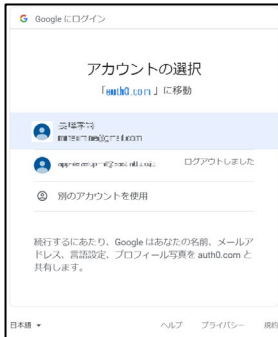 Google にログイン
アカウントの選択
「auth0.com」に移動
ログアウトしました
別のアカウントを使用
続行するにあたり、Google はあなたの名前、メールア
ドレス、言語設定、プロフィール写真を auth0.com と
共有します。
日本語
ヘルプ プライバシー 規約